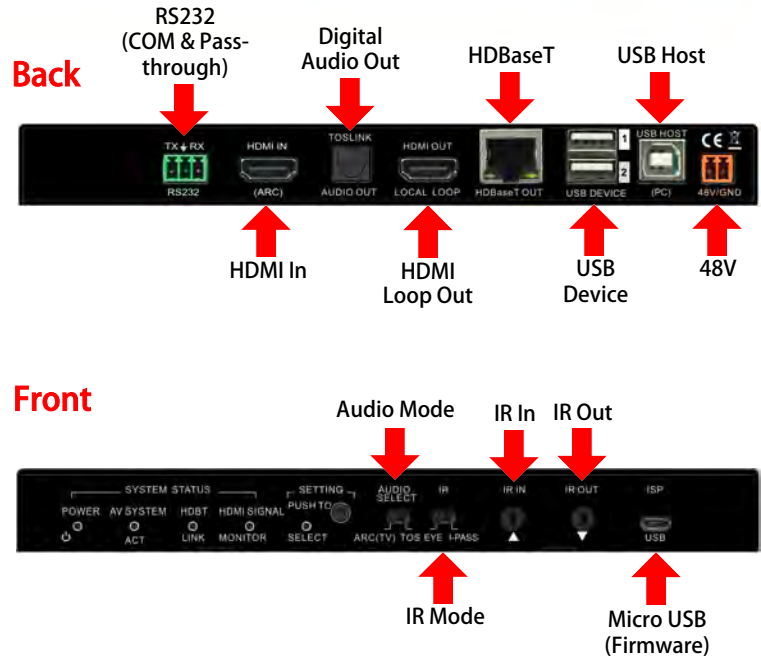 RS232
(COM & Pass-
through)
Digital
Audio Out
HDBaseT
USB Host
Back
TX RX
HDMI IN
TOSLINK
HDMI OUT
1
USB HOST
CE
2
RS232
(ARC)
AUDIO OUT
LOCAL LOOP
HDBaseT OUT
USB DEVICE
(PC)
48V/GND
HDMI In
HDMI
Loop Out
USB
Device
48V
Front
Audio Mode
IR In
IR Out
SYSTEM STATUS
SETTING
AUDIO
SELECT
IR
IR IN
IR OUT
ISP
POWER
AV SYSTEM
HDBT
HDMI SIGNAL
PUSH TO
ACT
LINK
MONITOR
SELECT
ARC(TV) TOS
EYE I-PASS
USB
IR Mode
Micro USB
(Firmware)